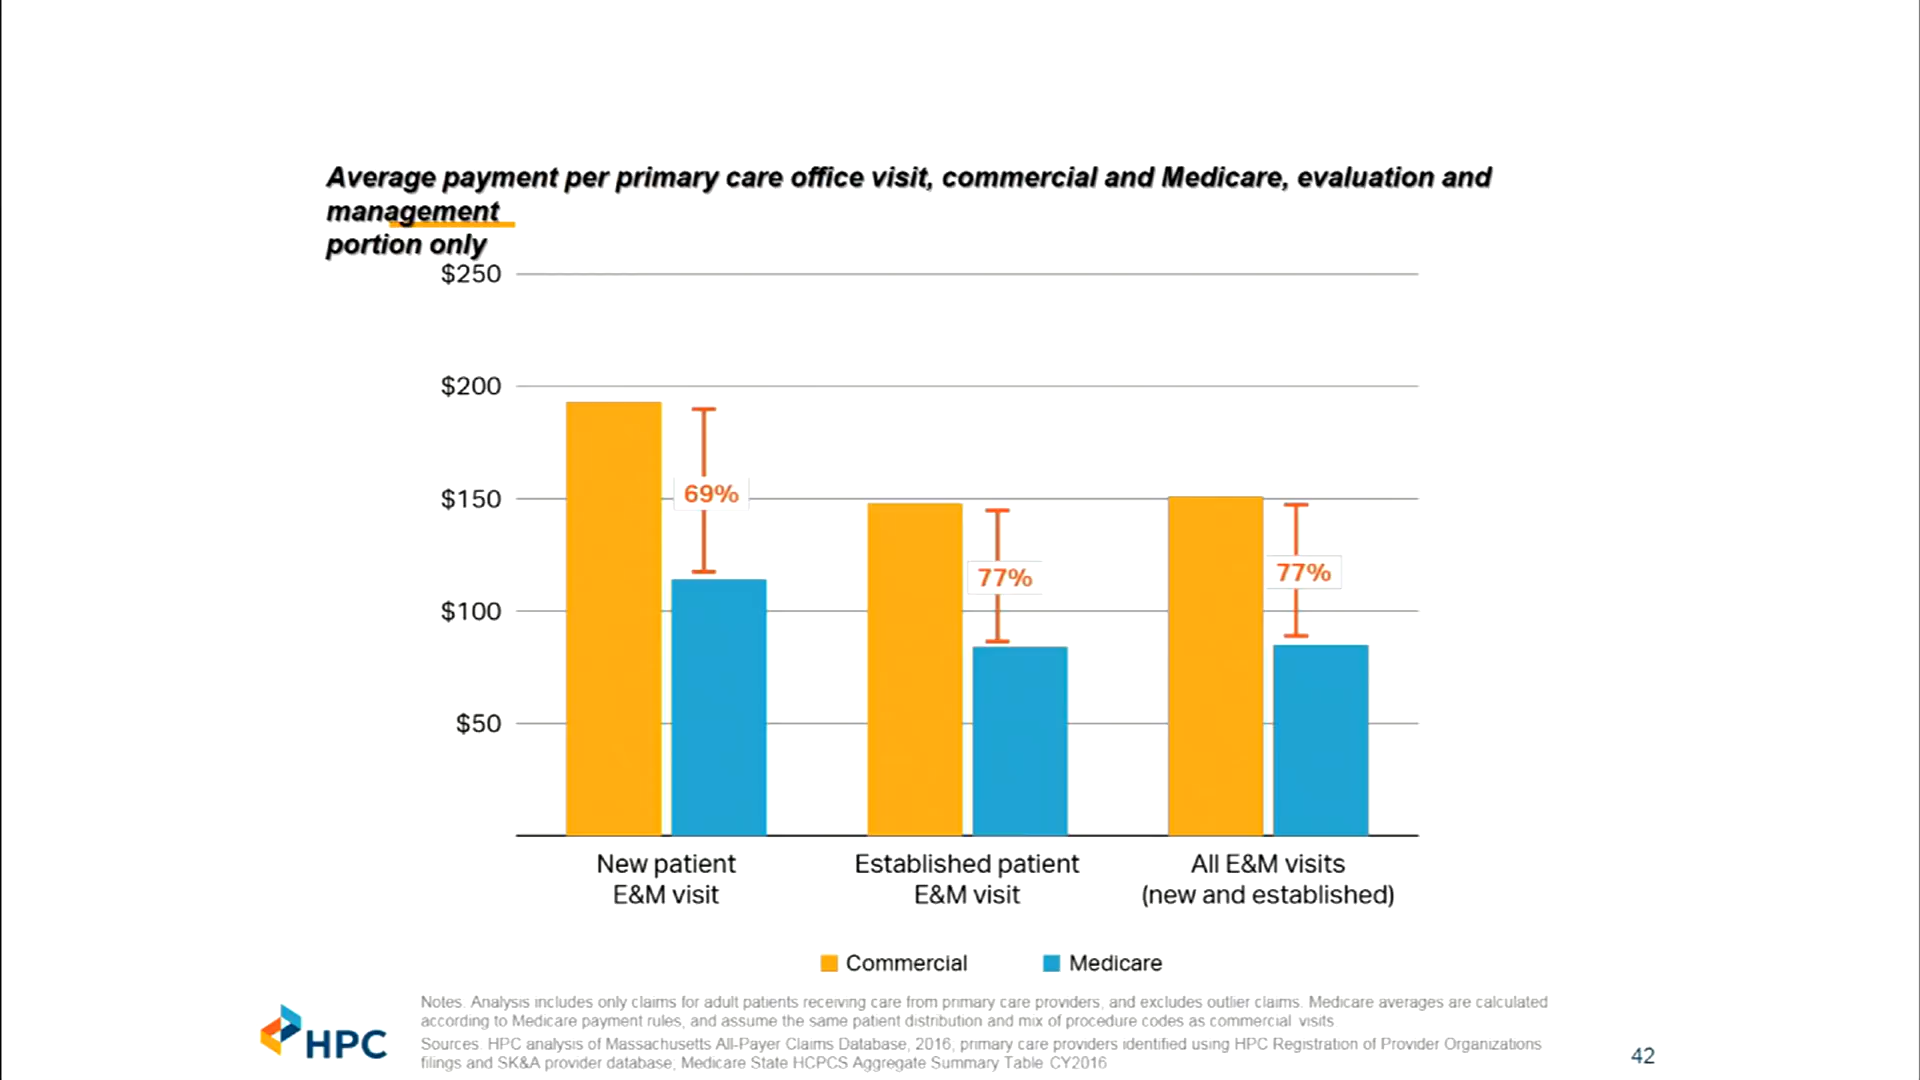 Average payment per primary care office visit, commercial and Medicare, evaluation and
management
portion only
$250
$200
$150
$100
$50
69%
77%
77%
New patient
E&M visit
Established patient
E&M visit
All E&M visits
(new and established)
Commercial
Medicare
Notes. Analysis includes only claims for adult patients receiving care from primary care providers, and excludes outlier claims. Medicare averages are calculated
according to Medicare payment rules, and assume the same patient distribution and mix of procedure codes as commercial visits
Sources. HPC analysis of Massachusetts All-Payer Claims Database, 2016, primary care providers identified using HPC Registration of Provider Organizations
filings and SK&A provider database, Medicare State HCPCS Aggregate Summary Table CY2016
HPC
42